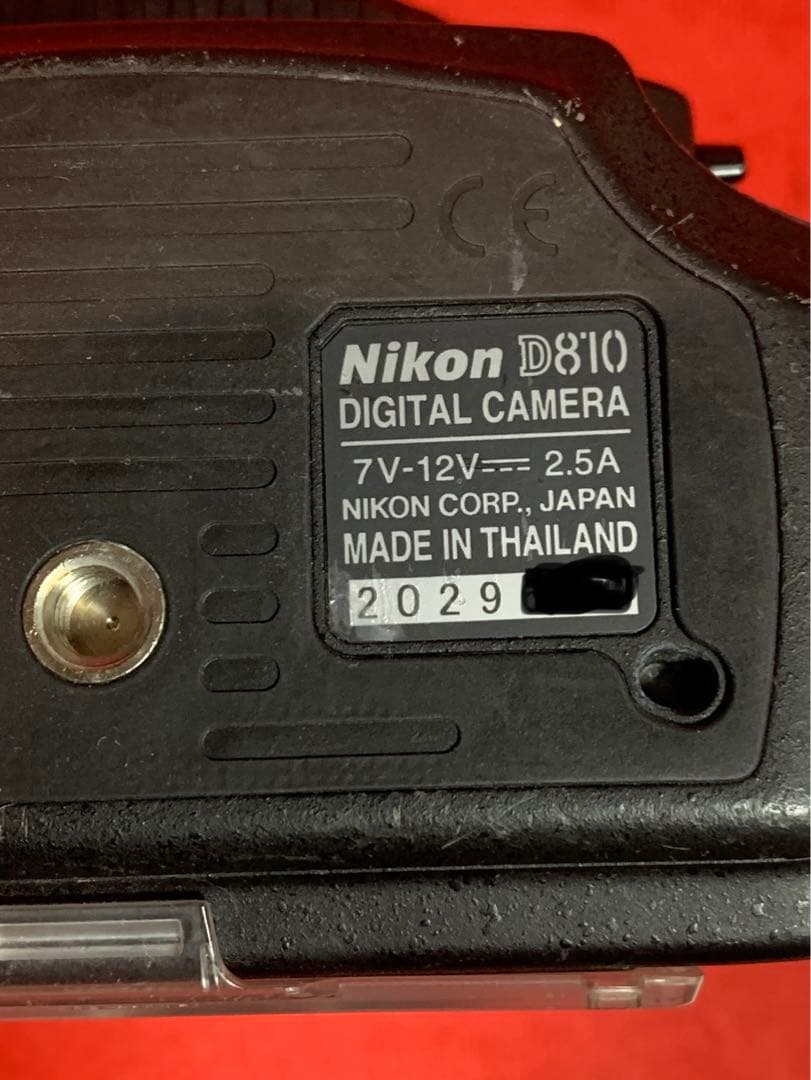 CE
Nikon D810
DIGITAL CAMERA
7V-12V⎓ 2.5A
NIKON CORP., JAPAN
MADE IN THAILAND
2029